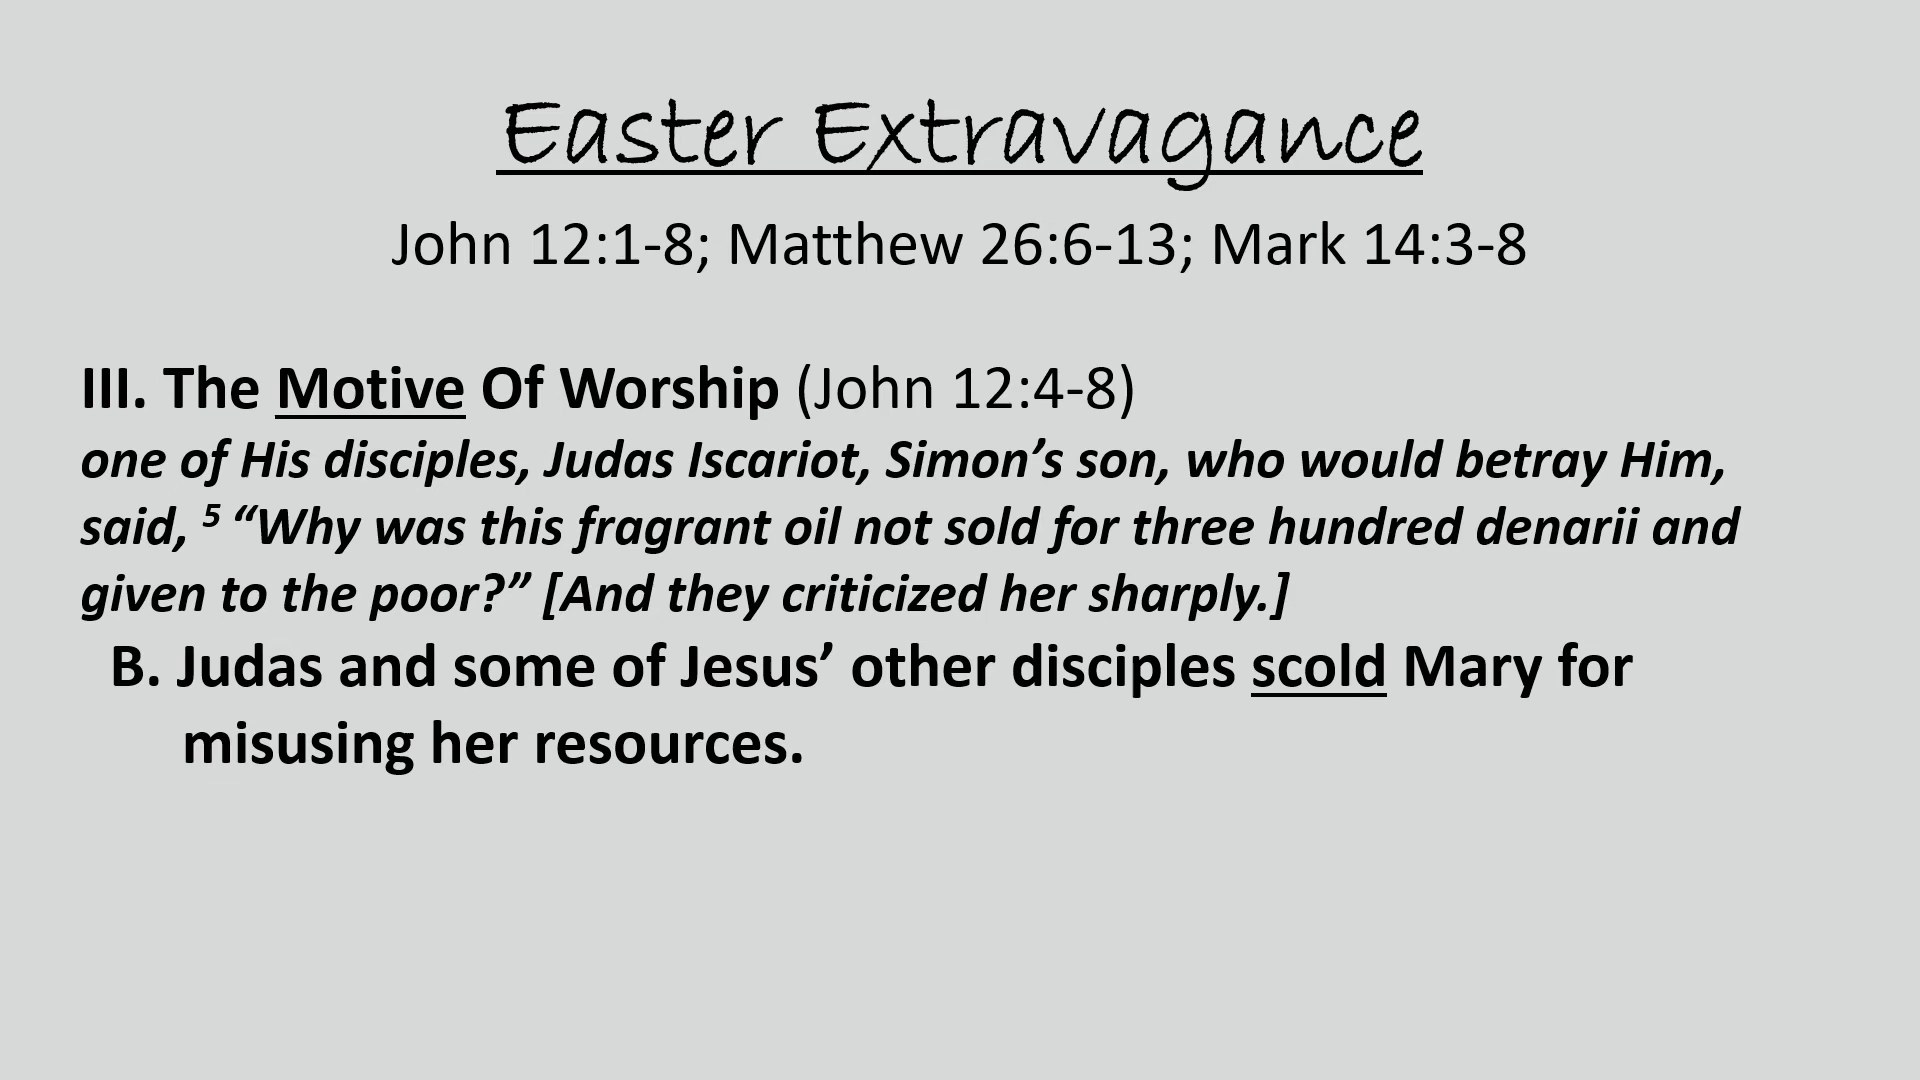 Easter Extravagance
John 12:1-8; Matthew 26:6-13; Mark 14:3-8
III. The Motive Of Worship (John 12:4-8)
one of His disciples, Judas Iscariot, Simon’s son, who would betray Him,
said, ⁵ “Why was this fragrant oil not sold for three hundred denarii and
given to the poor?” [And they criticized her sharply.]
B. Judas and some of Jesus’ other disciples scold Mary for
misusing her resources.